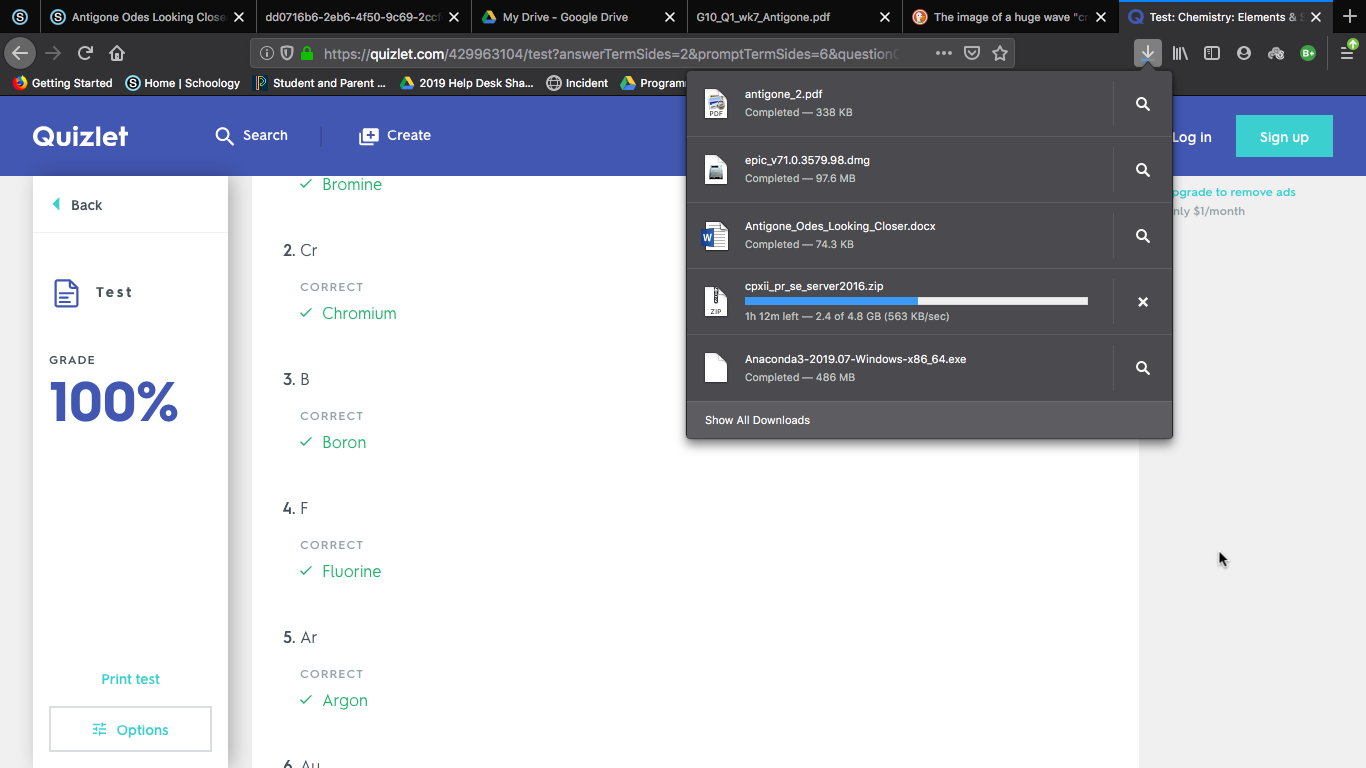 Antigone Odes Looking Close
dd0716b6-2eb6-4f50-9c69-2ccf
My Drive - Google Drive
G10_Q1_wk7_Antigone.pdf
The image of a huge wave "cr
Test: Chemistry: Elements & S
https://quizlet.com/429963104/test?answerTermSides=2&promptTermSides=6&questionC
Getting Started
Home | Schoology
Student and Parent ...
2019 Help Desk Sha...
Incident
Program
Quizlet
Search
Create
Log in
Sign up
antigone_2.pdf
Completed — 338 KB
epic_v71.0.3579.98.dmg
Completed — 97.6 MB
Antigone_Odes_Looking_Closer.docx
Completed — 74.3 KB
cpxii_pr_se_server2016.zip
1h 12m left — 2.4 of 4.8 GB (563 KB/sec)
Anaconda3-2019.07-Windows-x86_64.exe
Completed — 486 MB
Show All Downloads
PDF
W
ZIP
B+
pgrade to remove ads
nly $1/month
Back
Test
GRADE
100%
Print test
Options
Bromine
2. Cr
CORRECT
Chromium
3. B
CORRECT
Boron
4. F
CORRECT
Fluorine
5. Ar
CORRECT
Argon
6. Au